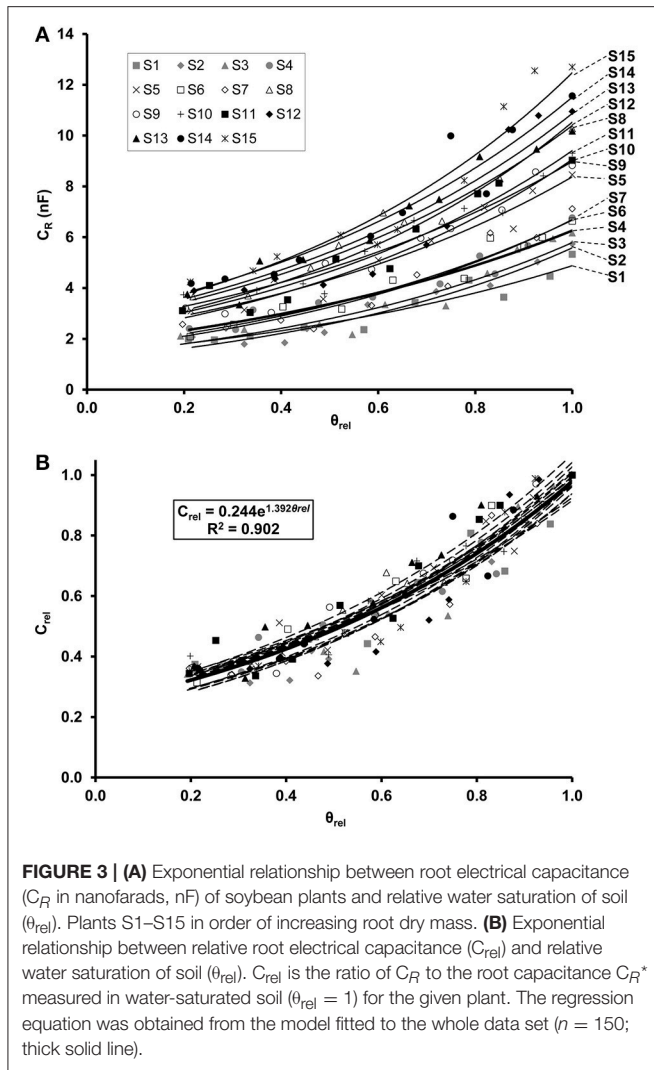 A
14
12
10
8
6
4
2
0
C_R (nF)
S1 S2 S3 S4
S5 S6 S7 S8
S9 S10 S11 S12
S13 S14 S15
S15
S14
S13
S12
S8
S11
S10
S9
S5
S7
S6
S4
S3
S2
S1
0.0 0.2 0.4 0.6 0.8 1.0
θ_rel
B
1.0
0.8
0.6
0.4
0.2
0.0
C_rel
C_rel = 0.244e^1.392θrel
R² = 0.902
0.0 0.2 0.4 0.6 0.8 1.0
θ_rel
FIGURE 3 | (A) Exponential relationship between root electrical capacitance
(C_R in nanofarads, nF) of soybean plants and relative water saturation of soil
(θ_rel). Plants S1–S15 in order of increasing root dry mass. (B) Exponential
relationship between relative root electrical capacitance (C_rel) and relative
water saturation of soil (θ_rel). C_rel is the ratio of C_R to the root capacitance C_R*
measured in water-saturated soil (θ_rel = 1) for the given plant. The regression
equation was obtained from the model fitted to the whole data set (n = 150;
thick solid line).